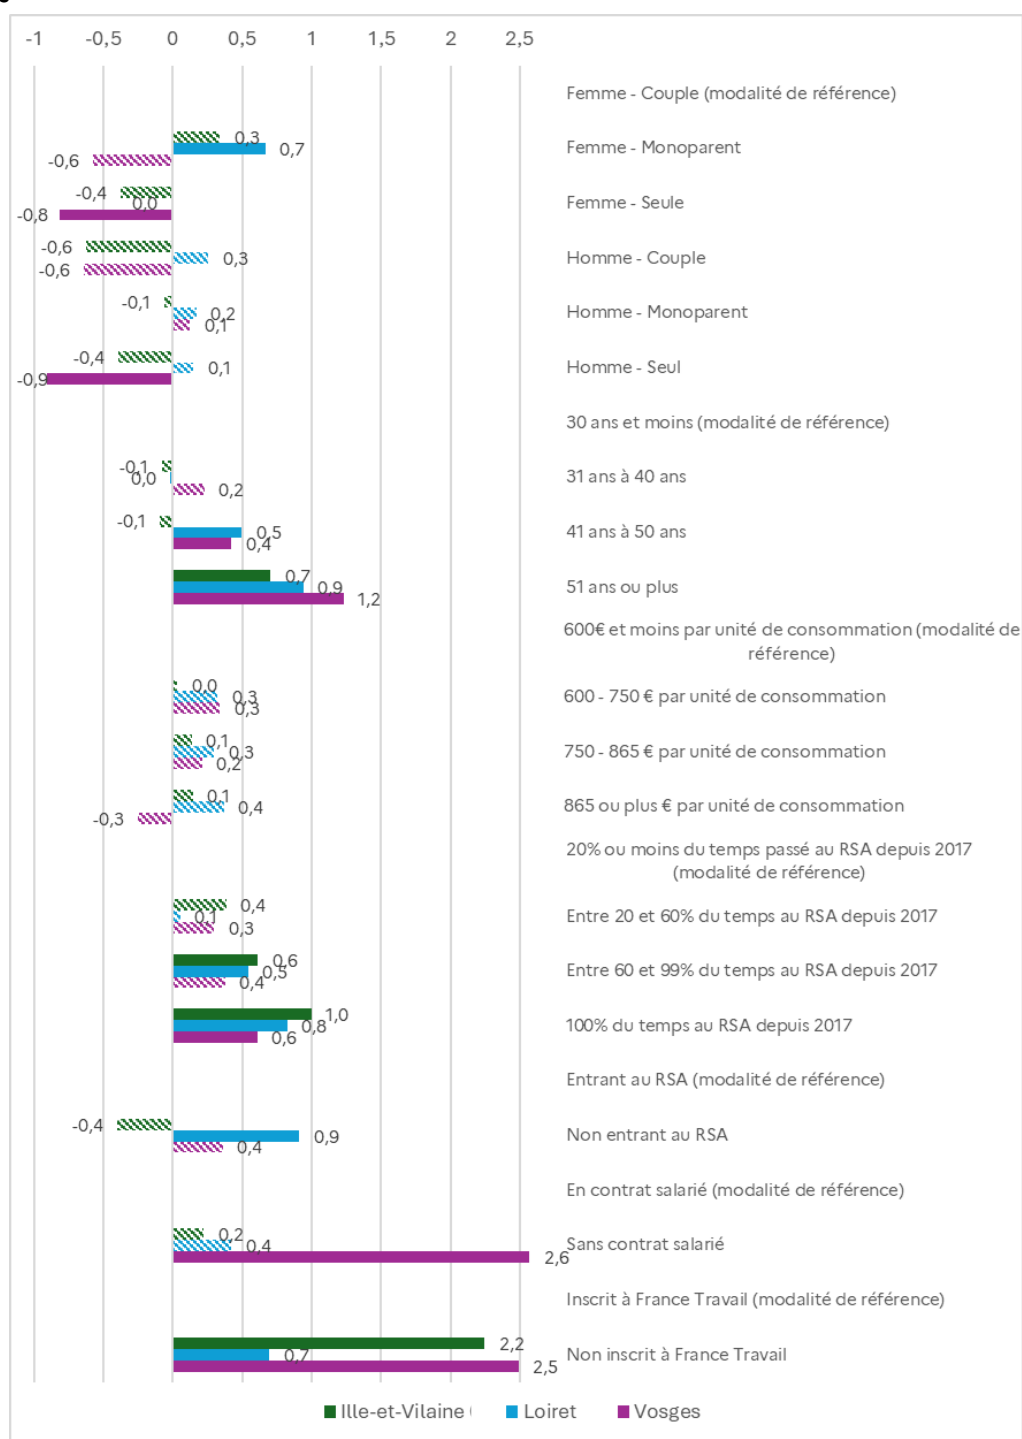 -1 -0,5 0 0,5 1 1,5 2 2,5
Femme - Couple (modalité de référence)
0,3
0,7
-0,6
Femme - Monoparent
-0,4
0,0
-0,8
Femme - Seule
-0,6
0,3
-0,6
Homme - Couple
-0,1
0,2
0,1
Homme - Monoparent
-0,4
0,1
-0,9
Homme - Seul
30 ans et moins (modalité de référence)
-0,1
0,0
0,2
31 ans à 40 ans
-0,1
0,5
0,4
41 ans à 50 ans
0,7
0,9
1,2
51 ans ou plus
600€ et moins par unité de consommation (modalité de
référence)
0,0
0,3
0,3
600 - 750 € par unité de consommation
0,1
0,3
0,2
750 - 865 € par unité de consommation
0,1
0,4
-0,3
865 ou plus € par unité de consommation
20% ou moins du temps passé au RSA depuis 2017
(modalité de référence)
0,4
0,1
0,3
Entre 20 et 60% du temps au RSA depuis 2017
0,6
0,5
0,4
Entre 60 et 99% du temps au RSA depuis 2017
1,0
0,8
0,6
100% du temps au RSA depuis 2017
Entrant au RSA (modalité de référence)
-0,4
0,9
0,4
Non entrant au RSA
En contrat salarié (modalité de référence)
0,2
0,4
2,6
Sans contrat salarié
Inscrit à France Travail (modalité de référence)
2,2
0,7
2,5
Non inscrit à France Travail
Ille-et-Vilaine ( Loiret Vosges